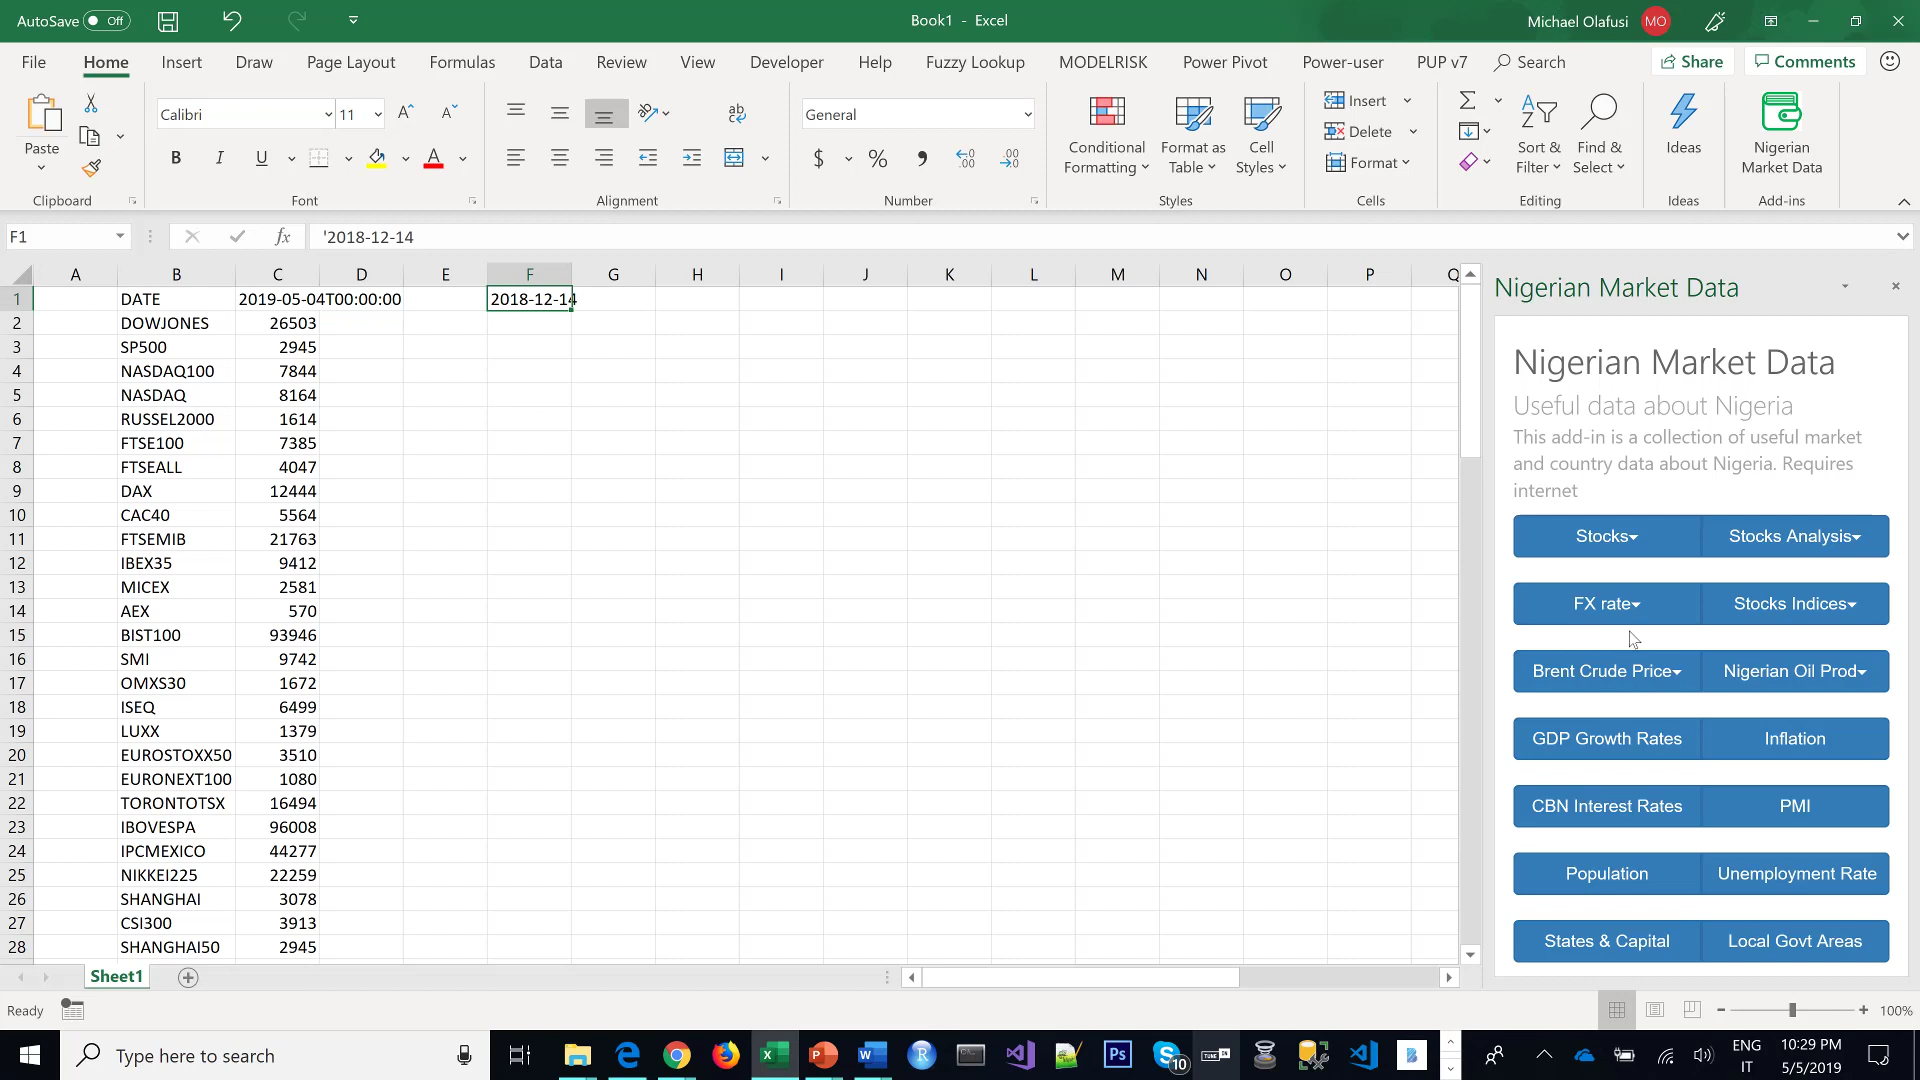 AutoSave Off
Book1 - Excel
Michael Olafusi MO
File Home Insert Draw Page Layout Formulas Data Review View Developer Help Fuzzy Lookup MODELRISK Power Pivot Power-user PUP v7 Search Share Comments
Paste
Clipboard
Calibri 11
B I U A
Font
ab
Alignment
General
$ % ,
Number
Conditional Formatting
Format as Table
Cell Styles
Styles
Insert
Delete
Format
Cells
Sort & Filter
Find & Select
Editing
Ideas
Ideas
Nigerian Market Data
Add-ins
F1 fx '2018-12-14
A B C D E F G H I J K L M N O P Q
1 DATE 2019-05-04T00:00:00 2018-12-14
2 DOWJONES 26503
3 SP500 2945
4 NASDAQ100 7844
5 NASDAQ 8164
6 RUSSEL2000 1614
7 FTSE100 7385
8 FTSEALL 4047
9 DAX 12444
10 CAC40 5564
11 FTSEMIB 21763
12 IBEX35 9412
13 MICEX 2581
14 AEX 570
15 BIST100 93946
16 SMI 9742
17 OMXS30 1672
18 ISEQ 6499
19 LUXX 1379
20 EUROSTOXX50 3510
21 EURONEXT100 1080
22 TORONTOTSX 16494
23 IBOVESPA 96008
24 IPCMEXICO 44277
25 NIKKEI225 22259
26 SHANGHAI 3078
27 CSI300 3913
28 SHANGHAI50 2945
Nigerian Market Data
Nigerian Market Data
Useful data about Nigeria
This add-in is a collection of useful market
and country data about Nigeria. Requires
internet
Stocks Stocks Analysis
FX rate Stocks Indices
Brent Crude Price Nigerian Oil Prod
GDP Growth Rates Inflation
CBN Interest Rates PMI
Population Unemployment Rate
States & Capital Local Govt Areas
Sheet1
Ready
100%
Type here to search
10
ENG
IT
10:29 PM
5/5/2019